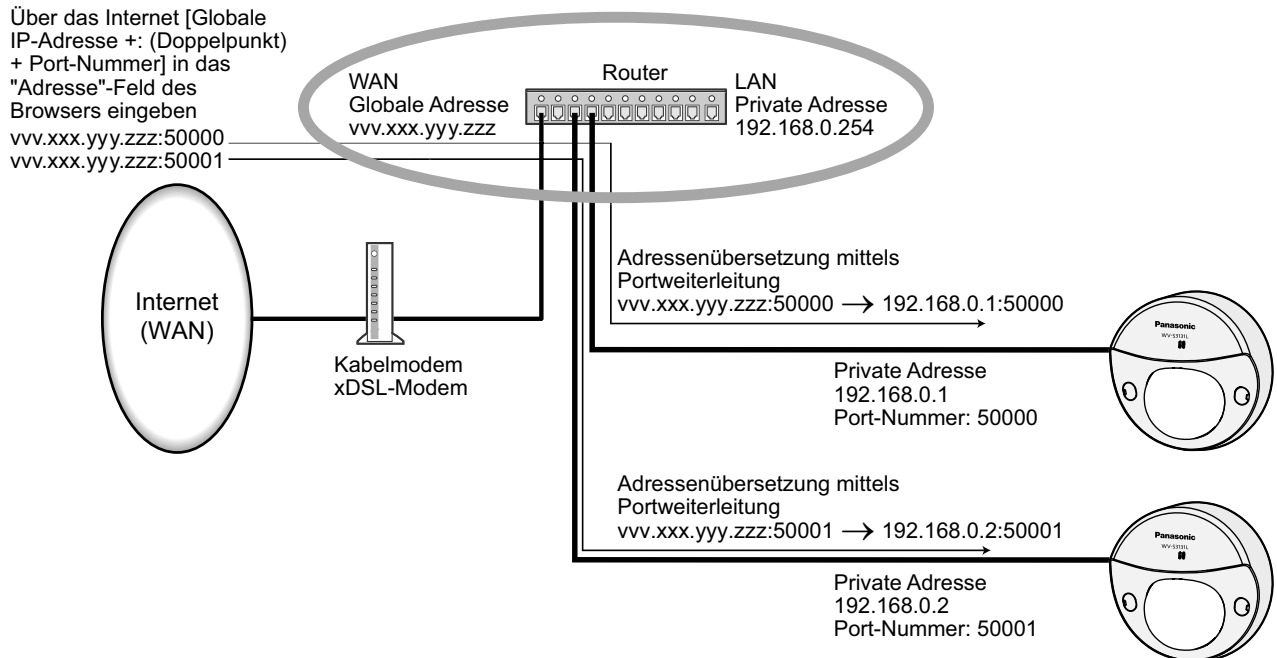 Über das Internet [Globale
IP-Adresse +: (Doppelpunkt)
+ Port-Nummer] in das
"Adresse"-Feld des
Browsers eingeben
vvv.xxx.yyy.zzz:50000
vvv.xxx.yyy.zzz:50001
WAN
Globale Adresse
vvv.xxx.yyy.zzz
Router
LAN
Private Adresse
192.168.0.254
Internet
(WAN)
Kabelmodem
xDSL-Modem
Adressenübersetzung mittels
Portweiterleitung
vvv.xxx.yyy.zzz:50000 → 192.168.0.1:50000
Panasonic
WV-S3131L
Private Adresse
192.168.0.1
Port-Nummer: 50000
Adressenübersetzung mittels
Portweiterleitung
vvv.xxx.yyy.zzz:50001 → 192.168.0.2:50001
Panasonic
WV-S3131L
Private Adresse
192.168.0.2
Port-Nummer: 50001